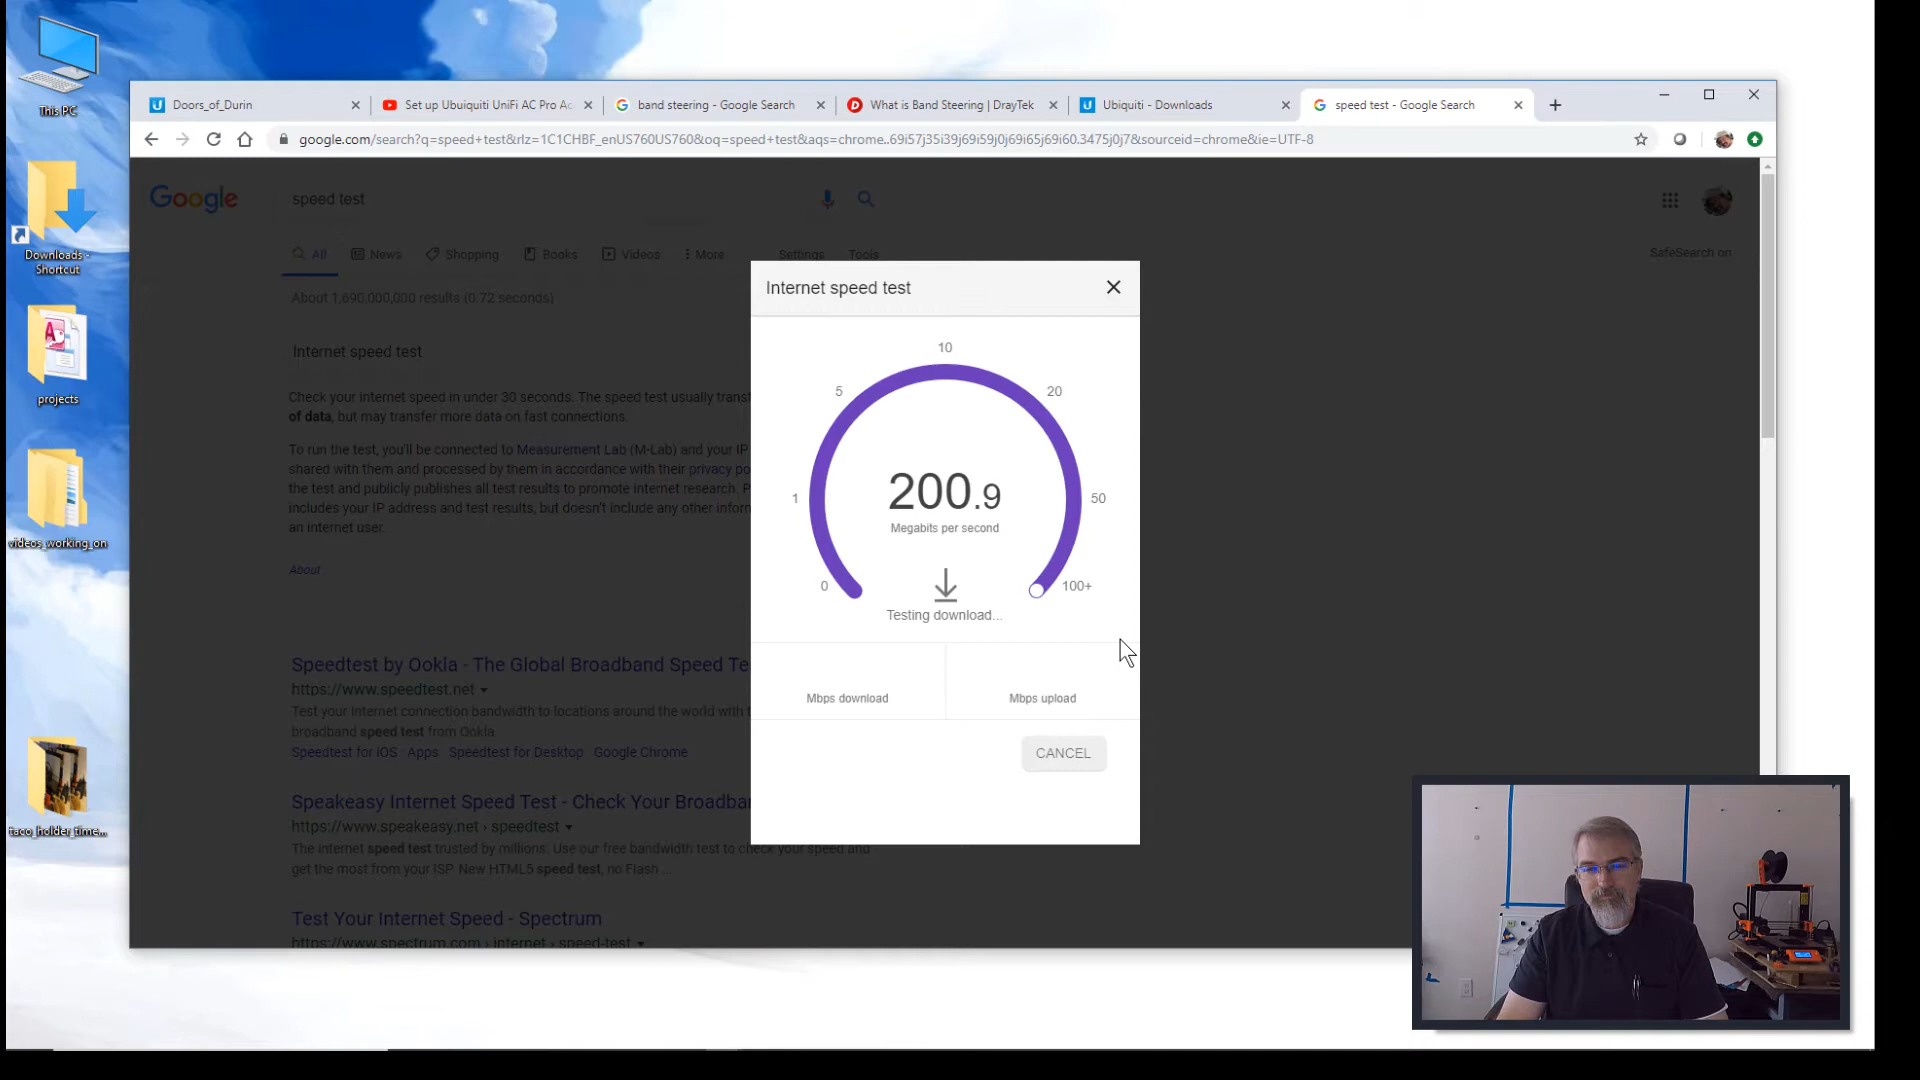 This PC
Downloads -
Shortcut
projects
videos_working_on
taco_holder_time...
Doors_of_Durin
Set up Ubuiquiti UniFi AC Pro Ac
band steering - Google Search
What is Band Steering | DrayTek
Ubiquiti - Downloads
speed test - Google Search
google.com/search?q=speed+test&rlz=1C1CHBF_enUS760US760&oq=speed+test&aqs=chrome..69i57j35i39j69i59j0j69i65j69i60.3475j0j7&sourceid=chrome&ie=UTF-8
Google
speed test
All News Shopping Books Videos More Settings Tools
SafeSearch on
About 1,690,000,000 results (0.72 seconds)
Internet speed test
Check your internet speed in under 30 seconds. The speed test usually transf
of data, but may transfer more data on fast connections.
To run the test, you'll be connected to Measurement Lab (M-Lab) and your IP
shared with them and processed by them in accordance with their privacy po
the test and publicly publishes all test results to promote internet research. P
includes your IP address and test results, but doesn't include any other inforn
an internet user.
About
Speedtest by Ookla - The Global Broadband Speed Te
https://www.speedtest.net
Test your Internet connection bandwidth to locations around the world with t
broadband speed test from Ookla
Speedtest for iOS · Apps · Speedtest for Desktop · Google Chrome
Speakeasy Internet Speed Test - Check Your Broadba
https://www.speakeasy.net › speedtest
The internet speed test trusted by millions. Use our free bandwidth test to check your speed and
get the most from your ISP. New HTML5 speed test, no Flash ...
Test Your Internet Speed - Spectrum
https://www.spectrum.com › internet › speed-test
Internet speed test
0
1
5
10
20
50
100+
200.9
Megabits per second
Testing download...
Mbps download
Mbps upload
CANCEL